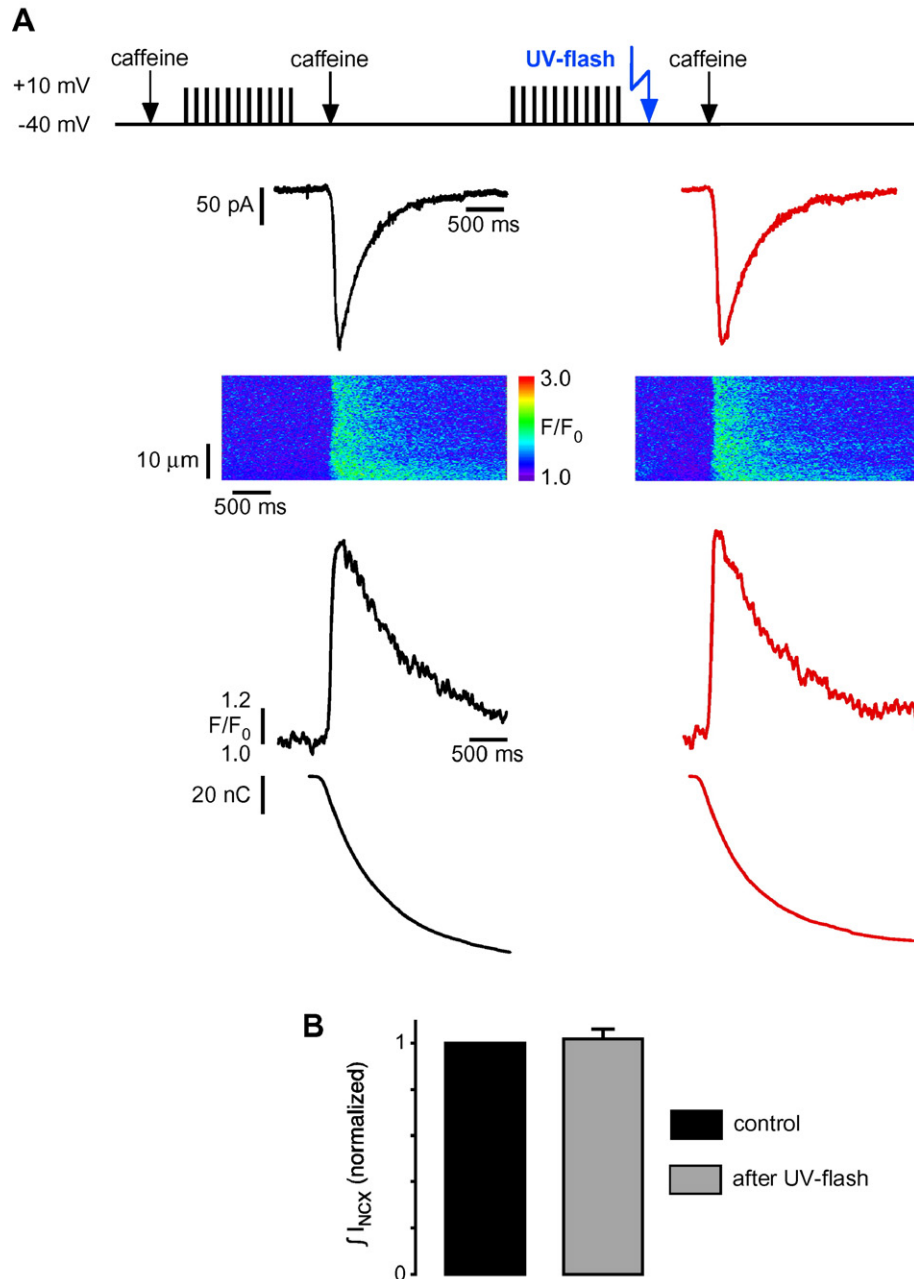 A
caffeine
caffeine
UV-flash
caffeine
+10 mV
-40 mV
50 pA
500 ms
3.0
F/F0
1.0
10 μm
500 ms
1.2
F/F0
1.0
500 ms
20 nC
B
∫ INCX (normalized)
1
0
control
after UV-flash